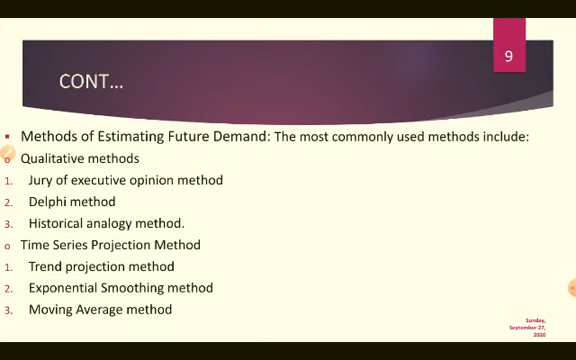 9
CONT...
▪ Methods of Estimating Future Demand: The most commonly used methods include:
o Qualitative methods
1. Jury of executive opinion method
2. Delphi method
3. Historical analogy method.
o Time Series Projection Method
1. Trend projection method
2. Exponential Smoothing method
3. Moving Average method
Sunday,
September 27,
2020